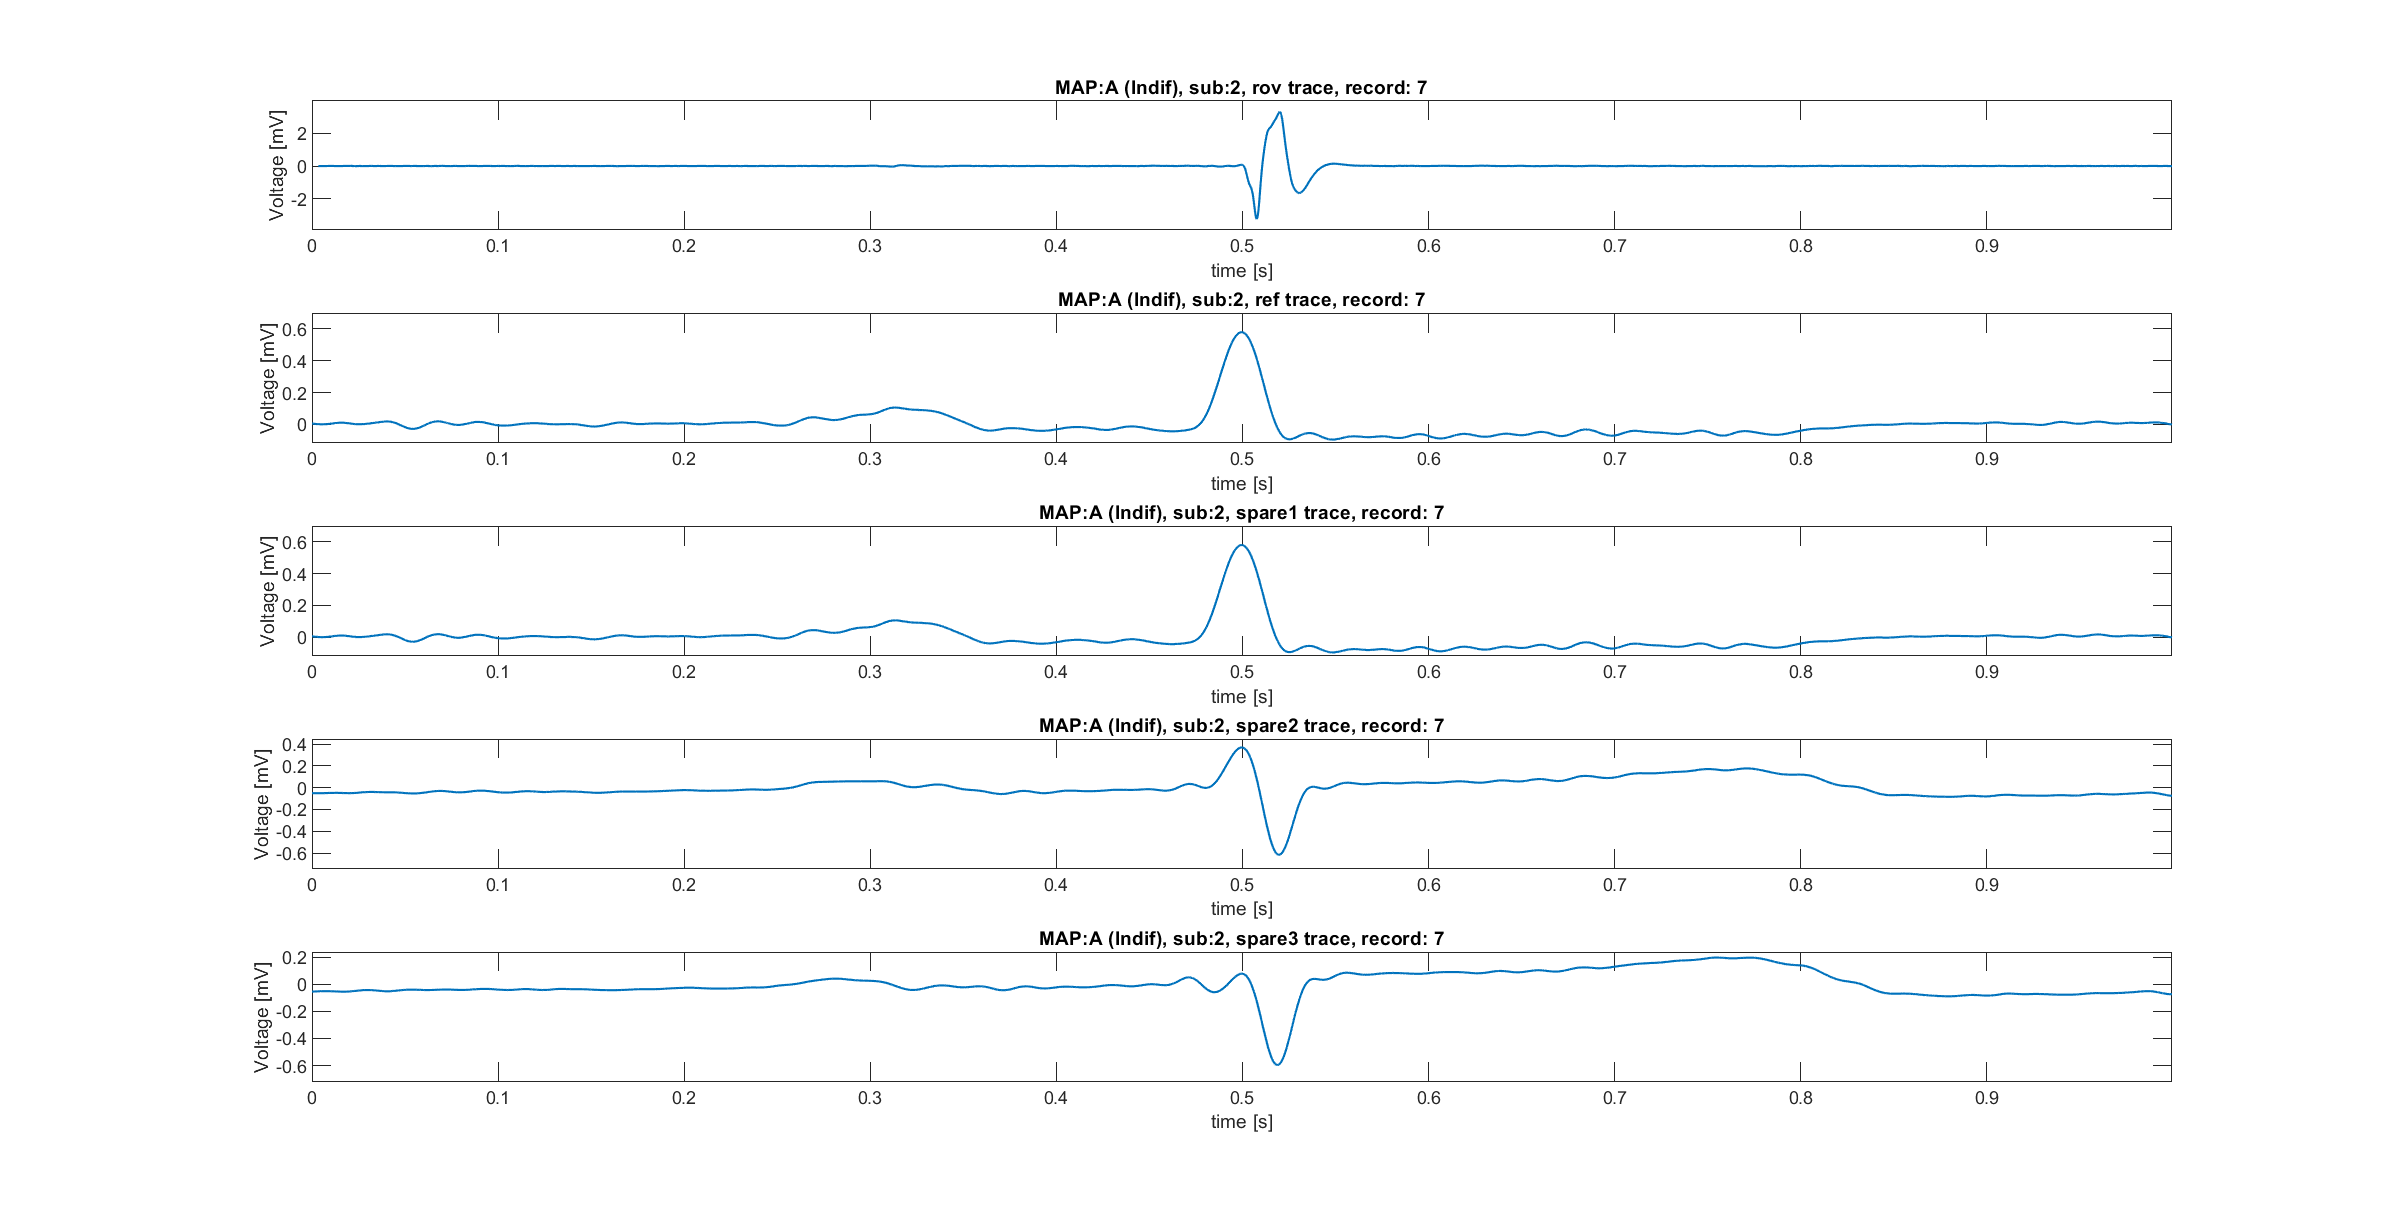 MAP:A (Indif), sub:2, rov trace, record: 7
Voltage [mV]
2
0
-2
0 0.1 0.2 0.3 0.4 0.5 0.6 0.7 0.8 0.9
time [s]
MAP:A (Indif), sub:2, ref trace, record: 7
Voltage [mV]
0.6
0.4
0.2
0
0 0.1 0.2 0.3 0.4 0.5 0.6 0.7 0.8 0.9
time [s]
MAP:A (Indif), sub:2, spare1 trace, record: 7
Voltage [mV]
0.6
0.4
0.2
0
0 0.1 0.2 0.3 0.4 0.5 0.6 0.7 0.8 0.9
time [s]
MAP:A (Indif), sub:2, spare2 trace, record: 7
Voltage [mV]
0.4
0.2
0
-0.2
-0.4
-0.6
0 0.1 0.2 0.3 0.4 0.5 0.6 0.7 0.8 0.9
time [s]
MAP:A (Indif), sub:2, spare3 trace, record: 7
Voltage [mV]
0.2
0
-0.2
-0.4
-0.6
0 0.1 0.2 0.3 0.4 0.5 0.6 0.7 0.8 0.9
time [s]